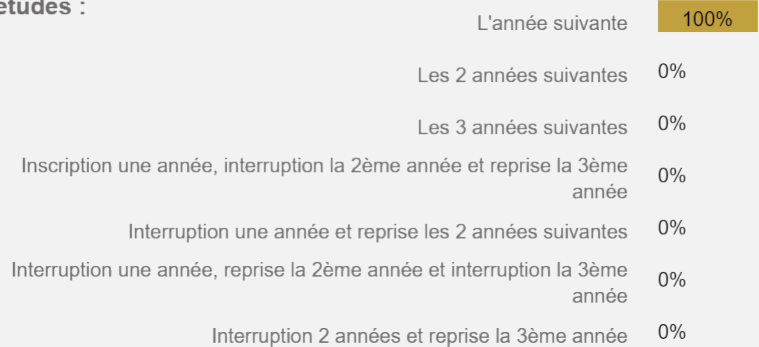 études :
L'année suivante 100%
Les 2 années suivantes 0%
Les 3 années suivantes 0%
Inscription une année, interruption la 2ème année et reprise la 3ème
année 0%
Interruption une année et reprise les 2 années suivantes 0%
Interruption une année, reprise la 2ème année et interruption la 3ème
année 0%
Interruption 2 années et reprise la 3ème année 0%